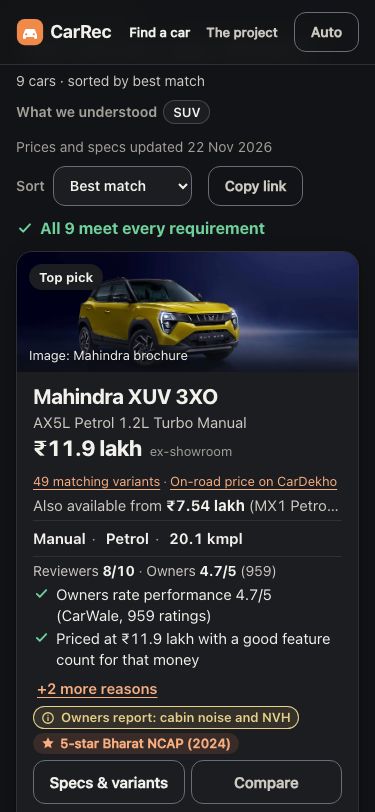 CarRec Find a car The project Auto
9 cars · sorted by best match
What we understood SUV
Prices and specs updated 22 Nov 2026
Sort Best match Copy link
All 9 meet every requirement
Top pick
Image: Mahindra brochure
Mahindra XUV 3XO
AX5L Petrol 1.2L Turbo Manual
₹11.9 lakh ex-showroom
49 matching variants · On-road price on CarDekho
Also available from ₹7.54 lakh (MX1 Petro...
Manual · Petrol · 20.1 kmpl
Reviewers 8/10 · Owners 4.7/5 (959)
Owners rate performance 4.7/5
(CarWale, 959 ratings)
Priced at ₹11.9 lakh with a good feature
count for that money
+2 more reasons
Owners report: cabin noise and NVH
5-star Bharat NCAP (2024)
Specs & variants Compare